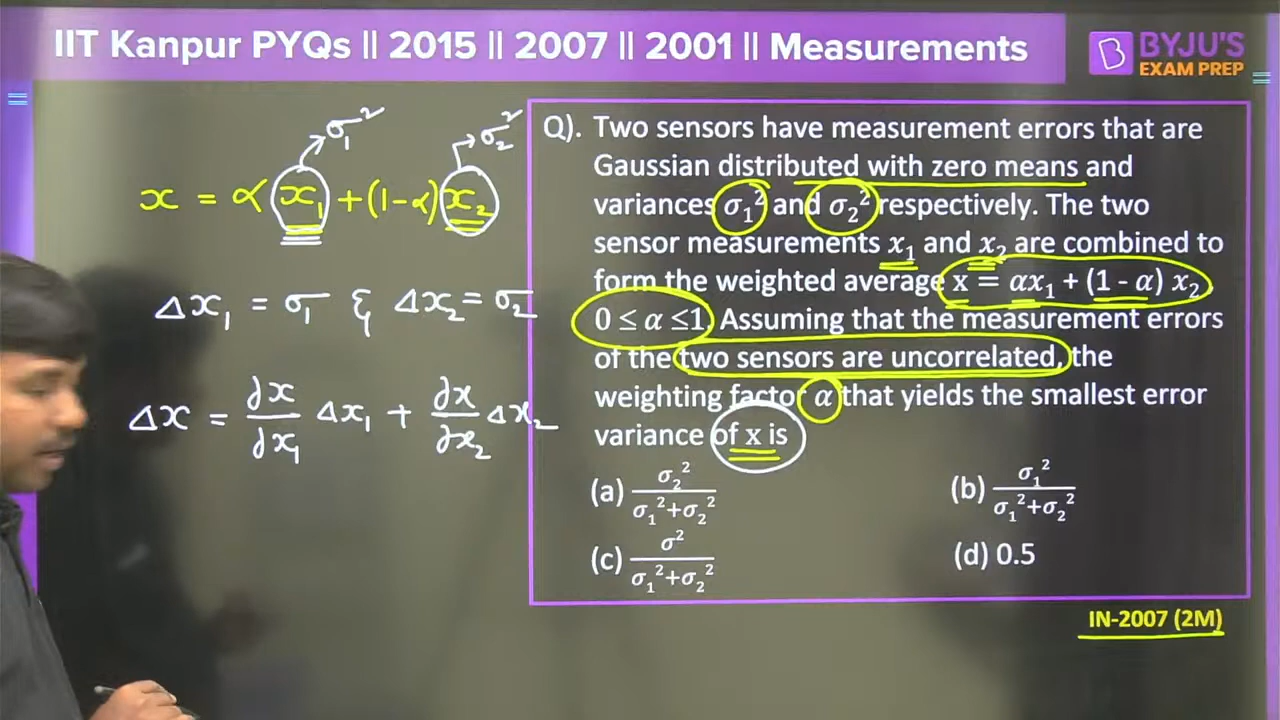 IIT Kanpur PYQs || 2015 || 2007 || 2001 || Measurements
BYJU'S
EXAM PREP
σ₁²
σ₂²
x = α x₁ + (1-α) x₂
Δx₁ = σ₁ & Δx₂ = σ₂
Δx = ∂x/∂x₁ Δx₁ + ∂x/∂x₂ Δx₂
Q). Two sensors have measurement errors that are
Gaussian distributed with zero means and
variances σ₁² and σ₂² respectively. The two
sensor measurements x₁ and x₂ are combined to
form the weighted average x = αx₁ + (1 - α) x₂,
0 ≤ α ≤1. Assuming that the measurement errors
of the two sensors are uncorrelated, the
weighting factor α that yields the smallest error
variance of x is
(a) σ₂²/(σ₁²+σ₂²) (b) σ₁²/(σ₁²+σ₂²)
(c) σ²/(σ₁²+σ₂²) (d) 0.5
IN-2007 (2M)